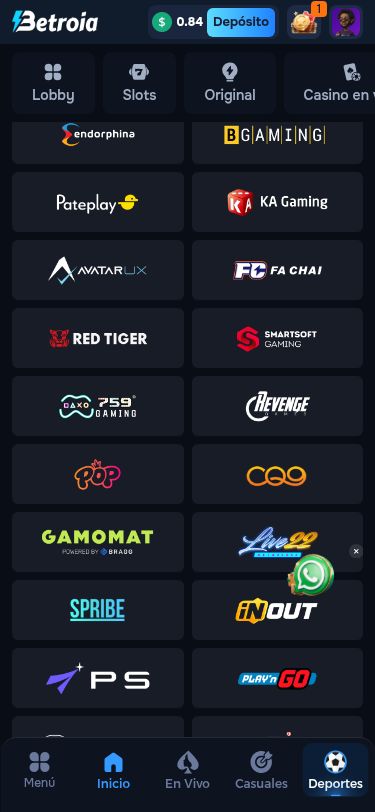 Betroia
$ 0.84 Depósito
1
Lobby
Slots
Original
Casino en
endorphina
BGAMING
Pateplay
KA Gaming
AVATARUX
FC FA CHAI
RED TIGER
SMARTSOFT
GAMING
759
GAMING
REVENGE
GAMES
POP
CQ9
GAMOMAT
POWERED BY BRAGG
Live22
×
SPRIBE
iNOUT
PS
PLAY'n GO
Menú
Inicio
En Vivo
Casuales
Deportes